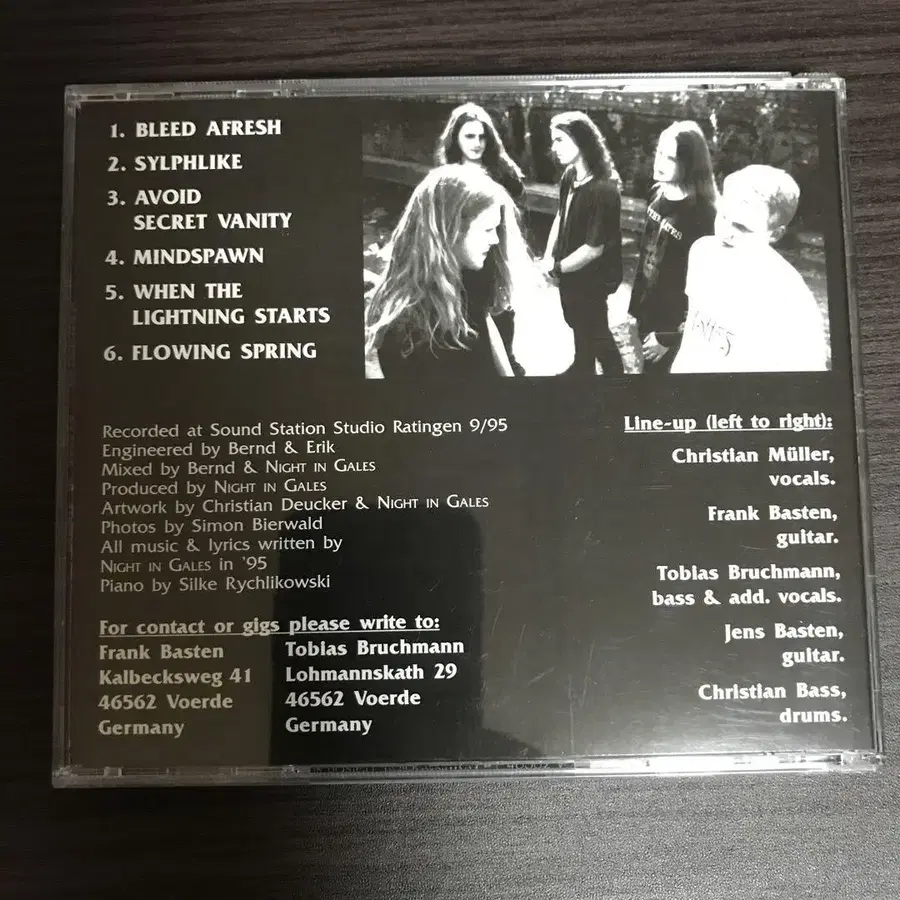 1. BLEED AFRESH
2. SYLPHLIKE
3. AVOID
SECRET VANITY
4. MINDSPAWN
5. WHEN THE
LIGHTNING STARTS
6. FLOWING SPRING
Recorded at Sound Station Studio Ratingen 9/95
Engineered by Bernd & Erik
Mixed by Bernd & NIGHT IN GALES
Produced by NIGHT IN GALES
Artwork by Christian Deucker & NIGHT IN GALES
Photos by Simon Bierwald
All music & lyrics written by
NIGHT IN GALES in '95
Piano by Silke Rychlikowski
For contact or gigs please write to:
Frank Basten
Kalbecksweg 41
46562 Voerde
Germany
Tobias Bruchmann
Lohmannskath 29
46562 Voerde
Germany
Line-up (left to right):
Christian Müller,
vocals.
Frank Basten,
guitar.
Tobias Bruchmann,
bass & add. vocals.
Jens Basten,
guitar.
Christian Bass,
drums.